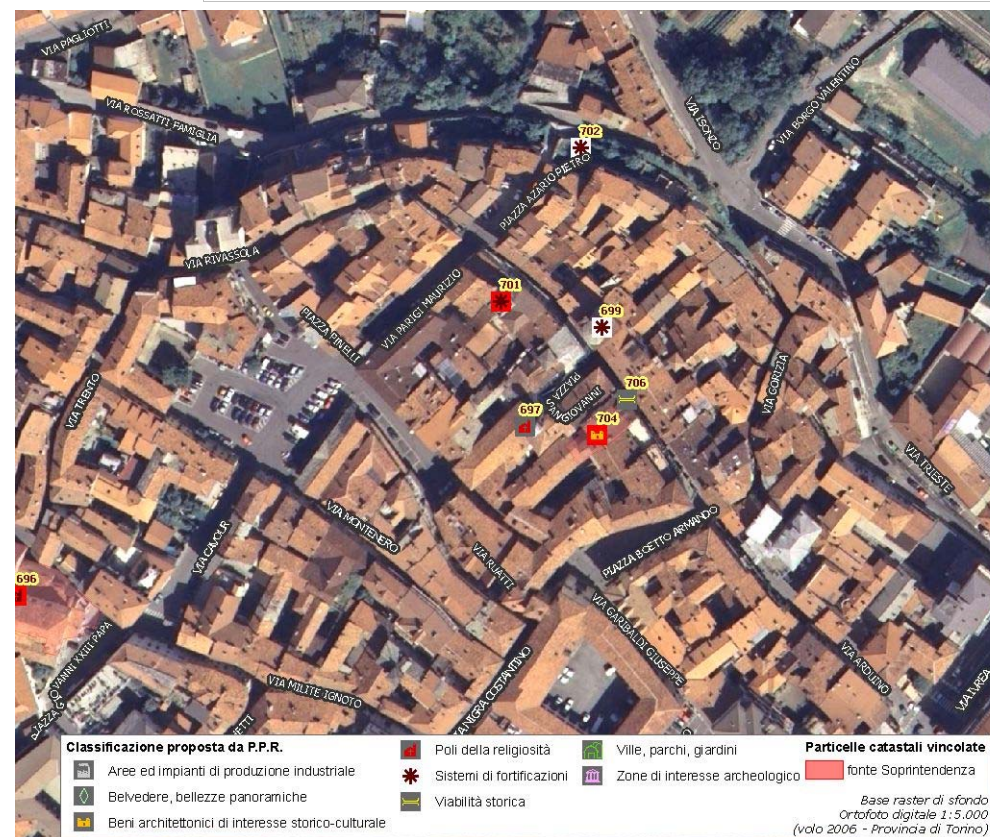 VIA PAGLIOTTI
VIA ROSSATTI FAMIGLIA
VIA ISONZO
VIA BORGO VALENTINO
702
PIAZZA AZARIO PIETRO
VIA RIVASSOLA
701
VIA PARIGI MAURIZIO
699
PIAZZA PINELLI
706
PIAZZA
SAN GIOVANNI
VIA GORIZIA
VIA TRENTO
697
704
VIA TRIESTE
VIA MONTENERO
PIAZZA BOETTO ARMANDO
VIA CAVOUR
VIA RUATTI
696
VIA GARIBALDI GIUSEPPE
PIAZZA GIOVANNI XXIII PAPA
VIA ARDUINO
VIA MILITE IGNOTO
NIGRA COSTANTINO
VIA IVREA
ETTI
Classificazione proposta da P.P.R.
Aree ed impianti di produzione industriale
Belvedere, bellezze panoramiche
Beni architettonici di interesse storico-culturale
Poli della religiosità
Sistemi di fortificazioni
Viabilità storica
Ville, parchi, giardini
Zone di interesse archeologico
Particelle catastali vincolate
fonte Soprintendenza
Base raster di sfondo
Ortofoto digitale 1:5.000
(volo 2006 - Provincia di Torino)